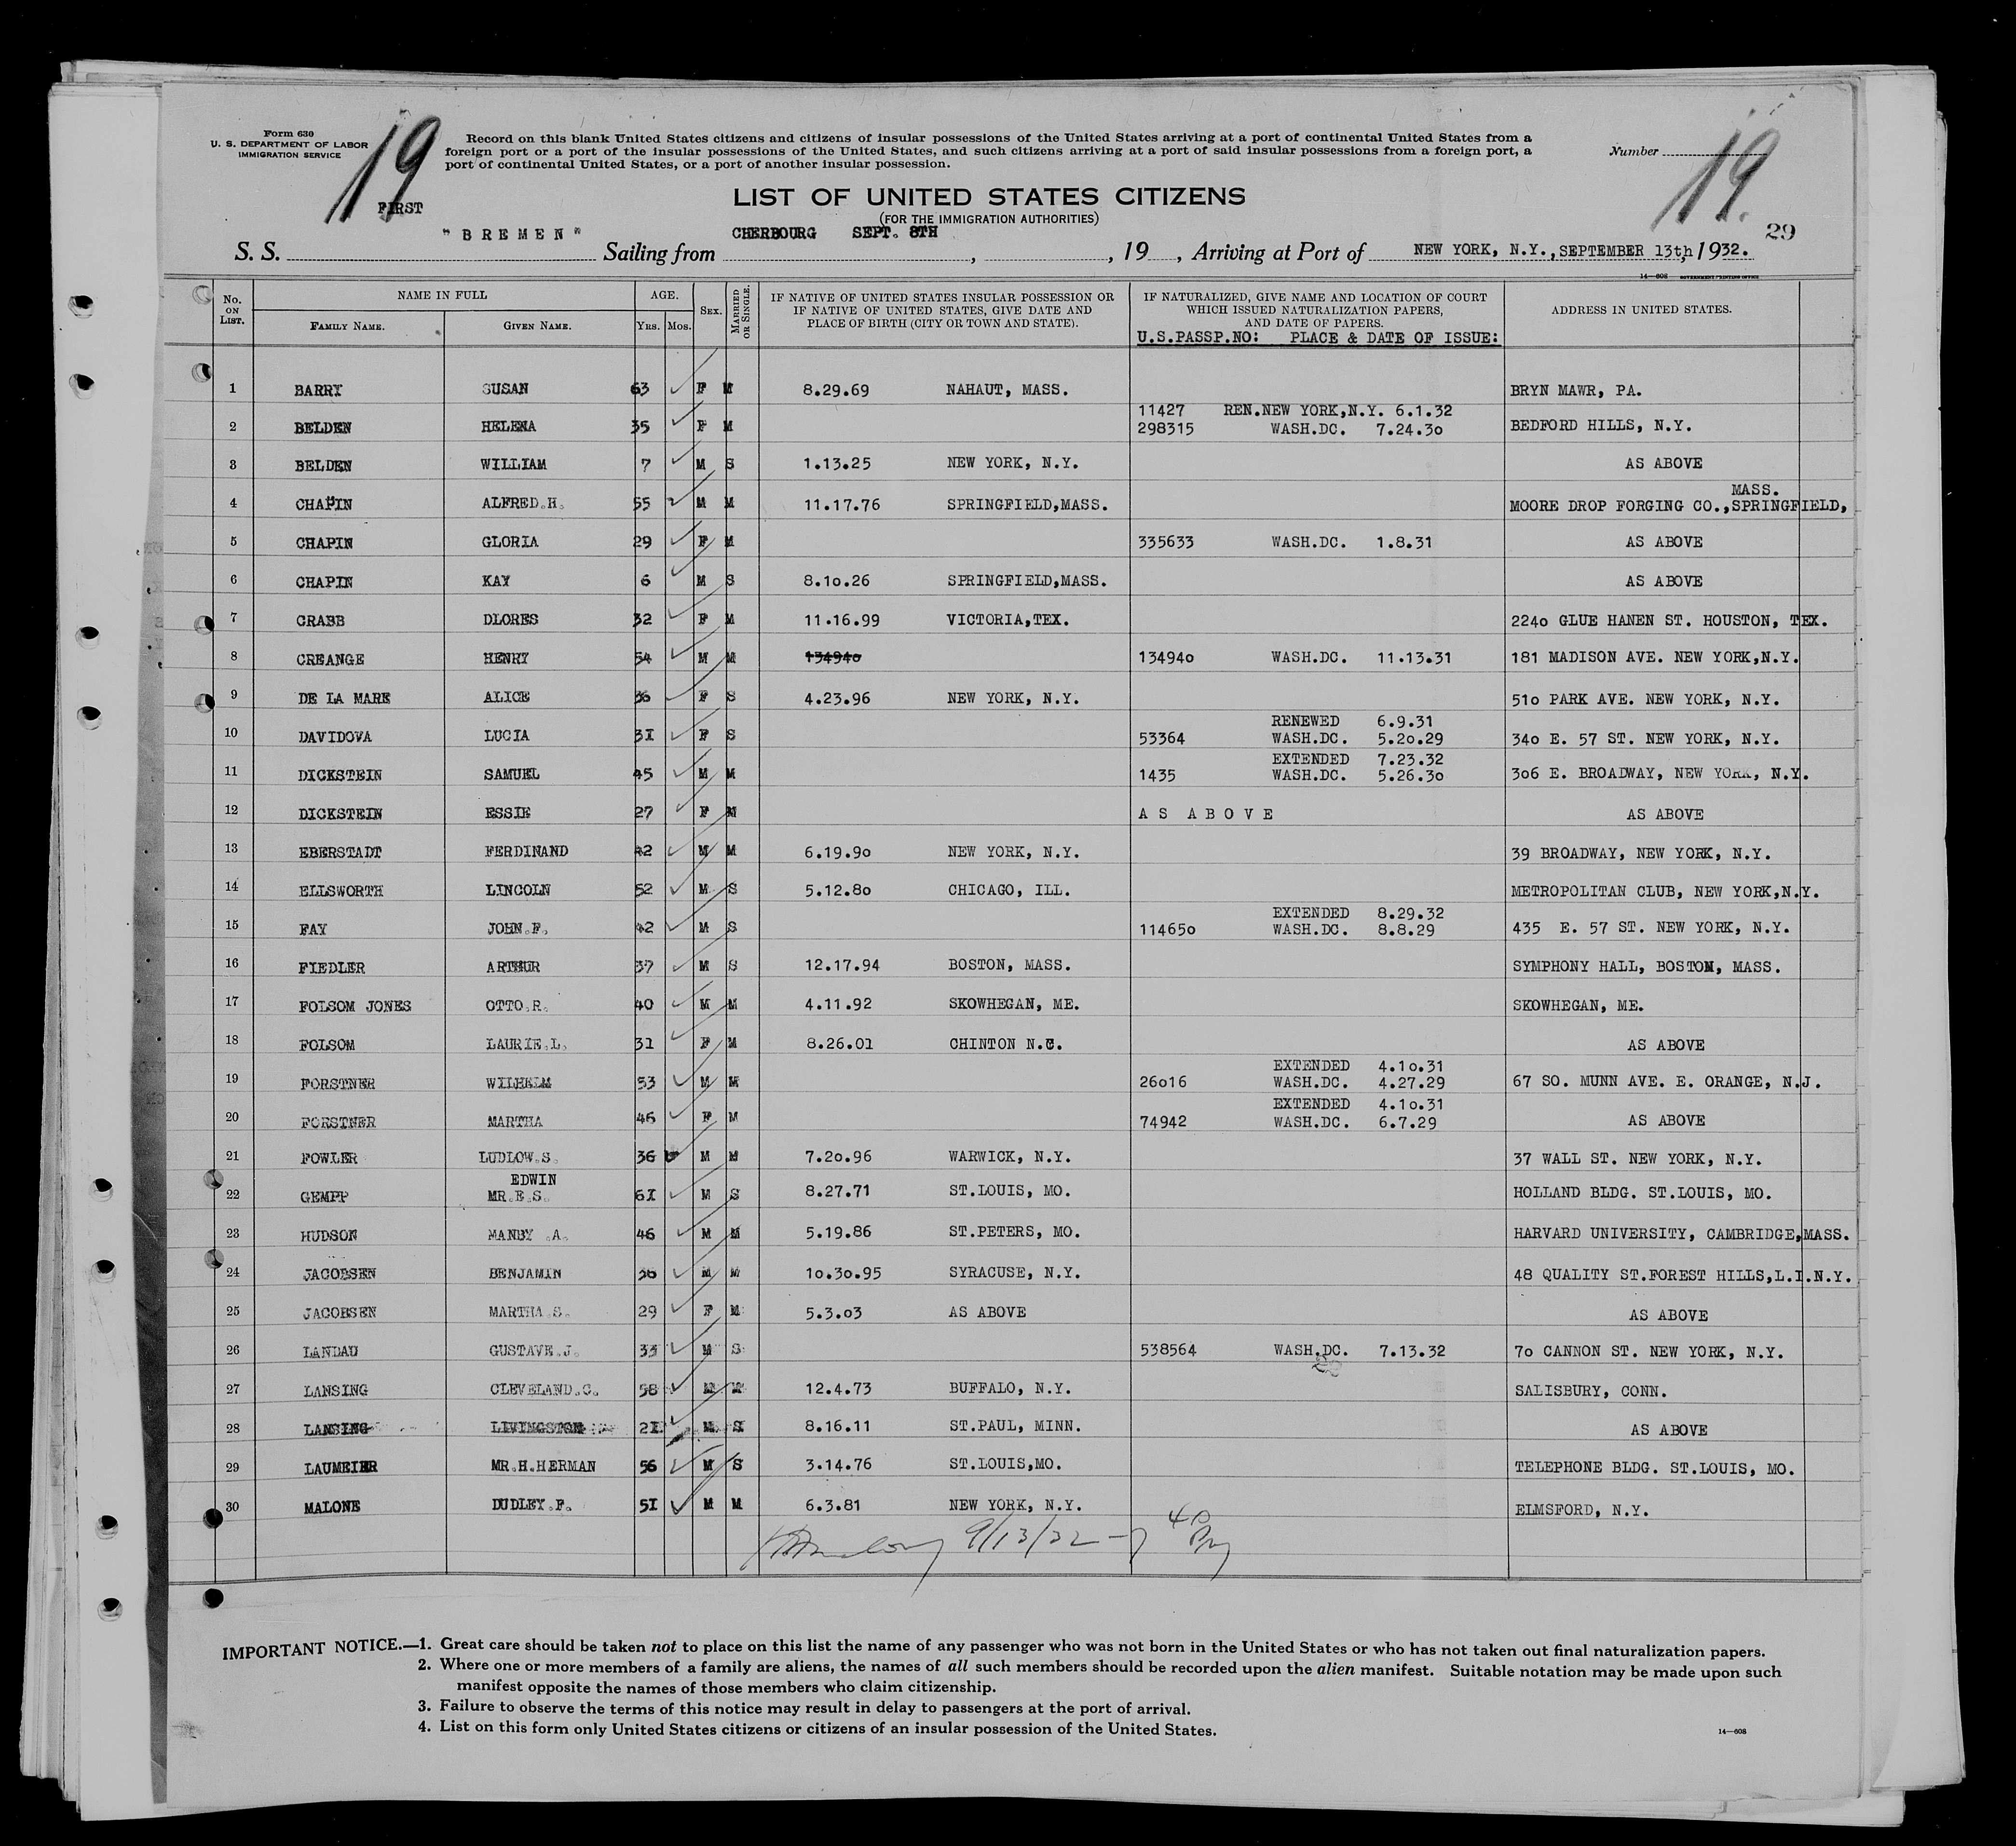 Form 630
U. S. DEPARTMENT OF LABOR
IMMIGRATION SERVICE
19
Record on this blank United States citizens and citizens of insular possessions of the United States arriving at a port of continental United States from a
foreign port or a port of the insular possessions of the United States, and such citizens arriving at a port of said insular possessions from a foreign port, a
port of continental United States, or a port of another insular possession.
Number 19
LIST OF UNITED STATES CITIZENS
(FOR THE IMMIGRATION AUTHORITIES)
FIRST
29
S. S. "BREMEN" Sailing from CHERBOURG SEPT. 8TH, 19 , Arriving at Port of NEW YORK, N.Y., SEPTEMBER 13th, 1932.
14—608 GOVERNMENT PRINTING OFFICE
No. ON LIST. NAME IN FULL AGE. SEX. MARRIED OR SINGLE. IF NATIVE OF UNITED STATES INSULAR POSSESSION OR IF NATIVE OF UNITED STATES, GIVE DATE AND PLACE OF BIRTH (CITY OR TOWN AND STATE). IF NATURALIZED, GIVE NAME AND LOCATION OF COURT WHICH ISSUED NATURALIZATION PAPERS, AND DATE OF PAPERS. ADDRESS IN UNITED STATES.
FAMILY NAME. GIVEN NAME. YRS. MOS.
U.S.PASSP.NO: PLACE & DATE OF ISSUE:
1 BARRY SUSAN 63 F M 8.29.69 NAHAUT, MASS. BRYN MAWR, PA.
11427 REN.NEW YORK,N.Y. 6.1.32
2 BELDEN HELENA 35 F M 298315 WASH.DC. 7.24.30 BEDFORD HILLS, N.Y.
3 BELDEN WILLIAM 7 M S 1.13.25 NEW YORK, N.Y. AS ABOVE
MASS.
4 CHAPIN ALFRED.H. 55 M M 11.17.76 SPRINGFIELD,MASS. MOORE DROP FORGING CO.,SPRINGFIELD,
5 CHAPIN GLORIA 29 F M 335633 WASH.DC. 1.8.31 AS ABOVE
6 CHAPIN KAY 6 M S 8.10.26 SPRINGFIELD,MASS. AS ABOVE
7 CRABB DLORES 32 F M 11.16.99 VICTORIA,TEX. 2240 GLUE HANEN ST. HOUSTON, TEX.
8 CREANGE HENRY 54 M M 134940 134940 WASH.DC. 11.13.31 181 MADISON AVE. NEW YORK,N.Y.
9 DE LA MARE ALICE 36 F S 4.23.96 NEW YORK, N.Y. 510 PARK AVE. NEW YORK, N.Y.
RENEWED 6.9.31
10 DAVIDOVA LUCIA 31 F S 53364 WASH.DC. 5.20.29 340 E. 57 ST. NEW YORK, N.Y.
EXTENDED 7.23.32
11 DICKSTEIN SAMUEL 45 M M 1435 WASH.DC. 5.26.30 306 E. BROADWAY, NEW YORK, N.Y.
12 DICKSTEIN ESSIE 27 F M AS ABOVE AS ABOVE
13 EBERSTADT FERDINAND 42 M M 6.19.90 NEW YORK, N.Y. 39 BROADWAY, NEW YORK, N.Y.
14 ELLSWORTH LINCOLN 52 M S 5.12.80 CHICAGO, ILL. METROPOLITAN CLUB, NEW YORK,N.Y.
EXTENDED 8.29.32
15 FAY JOHN.F. 42 M S 114650 WASH.DC. 8.8.29 435 E. 57 ST. NEW YORK, N.Y.
16 FIEDLER ARTHUR 37 M S 12.17.94 BOSTON, MASS. SYMPHONY HALL, BOSTON, MASS.
17 FOLSOM JONES OTTO.R. 40 M M 4.11.92 SKOWHEGAN, ME. SKOWHEGAN, ME.
18 FOLSOM LAURIE.L. 31 F M 8.26.01 CHINTON N.C. AS ABOVE
EXTENDED 4.10.31
19 FORSTNER WILHELM 53 M M 26016 WASH.DC. 4.27.29 67 SO. MUNN AVE. E. ORANGE, N.J.
EXTENDED 4.10.31
20 FORSTNER MARTHA 46 F M 74942 WASH.DC. 6.7.29 AS ABOVE
21 FOWLER LUDLOW.S. 36 M M 7.20.96 WARWICK, N.Y. 37 WALL ST. NEW YORK, N.Y.
EDWIN
22 GEMPP MR.E.S. 61 M S 8.27.71 ST.LOUIS, MO. HOLLAND BLDG. ST.LOUIS, MO.
23 HUDSON MANBY .A. 46 M M 5.19.86 ST.PETERS, MO. HARVARD UNIVERSITY, CAMBRIDGE,MASS.
24 JACOBSEN BENJAMIN 36 M M 10.30.95 SYRACUSE, N.Y. 48 QUALITY ST.FOREST HILLS,L.I.N.Y.
25 JACOBSEN MARTHA.S. 29 F M 5.3.03 AS ABOVE AS ABOVE
26 LANDAU GUSTAVE.J. 33 M S 538564 WASH.DC. 7.13.32 70 CANNON ST. NEW YORK, N.Y.
27 LANSING CLEVELAND.C. 58 M M 12.4.73 BUFFALO, N.Y. SALISBURY, CONN.
28 LANSING LIVINGSTON 21 M S 8.16.11 ST.PAUL, MINN. AS ABOVE
29 LAUMEIER MR.H.HERMAN 56 M S 3.14.76 ST.LOUIS,MO. TELEPHONE BLDG. ST.LOUIS, MO.
30 MALONE DUDLEY.F. 51 M M 6.3.81 NEW YORK, N.Y. ELMSFORD, N.Y.
9/13/32
IMPORTANT NOTICE.—1. Great care should be taken not to place on this list the name of any passenger who was not born in the United States or who has not taken out final naturalization papers.
2. Where one or more members of a family are aliens, the names of all such members should be recorded upon the alien manifest. Suitable notation may be made upon such
manifest opposite the names of those members who claim citizenship.
3. Failure to observe the terms of this notice may result in delay to passengers at the port of arrival.
4. List on this form only United States citizens or citizens of an insular possession of the United States.
14—608